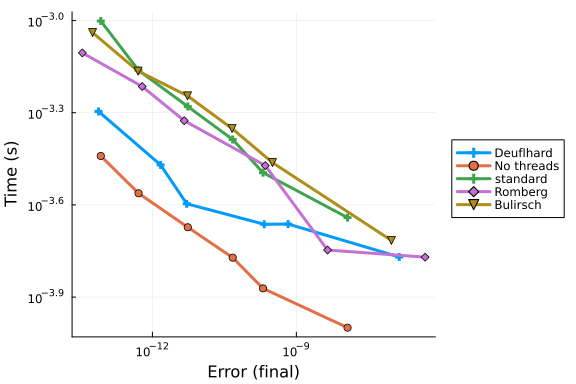 10⁻³·⁰
10⁻³·³
10⁻³·⁶
10⁻³·⁹
Time (s)
10⁻¹²
10⁻⁹
Error (final)
Deuflhard
No threads
standard
Romberg
Bulirsch